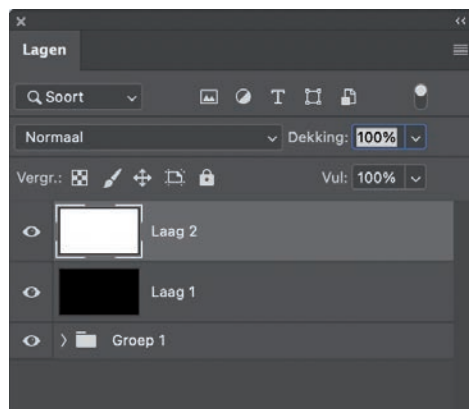 Lagen
Soort
Normaal Dekking: 100%
Vergr.: Vul: 100%
Laag 2
Laag 1
Groep 1